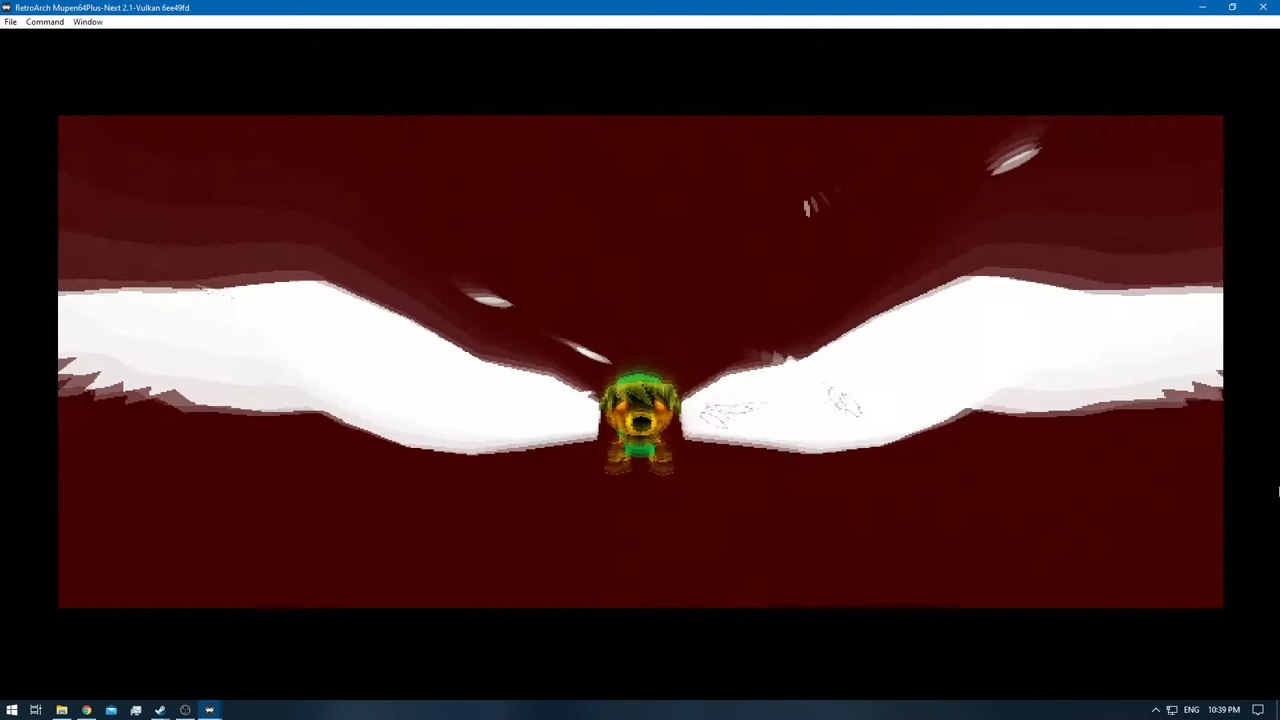 RetroArch Mupen64Plus-Next 2.1-Vulkan 6ee49fd
File Command Window
ENG 10:39 PM